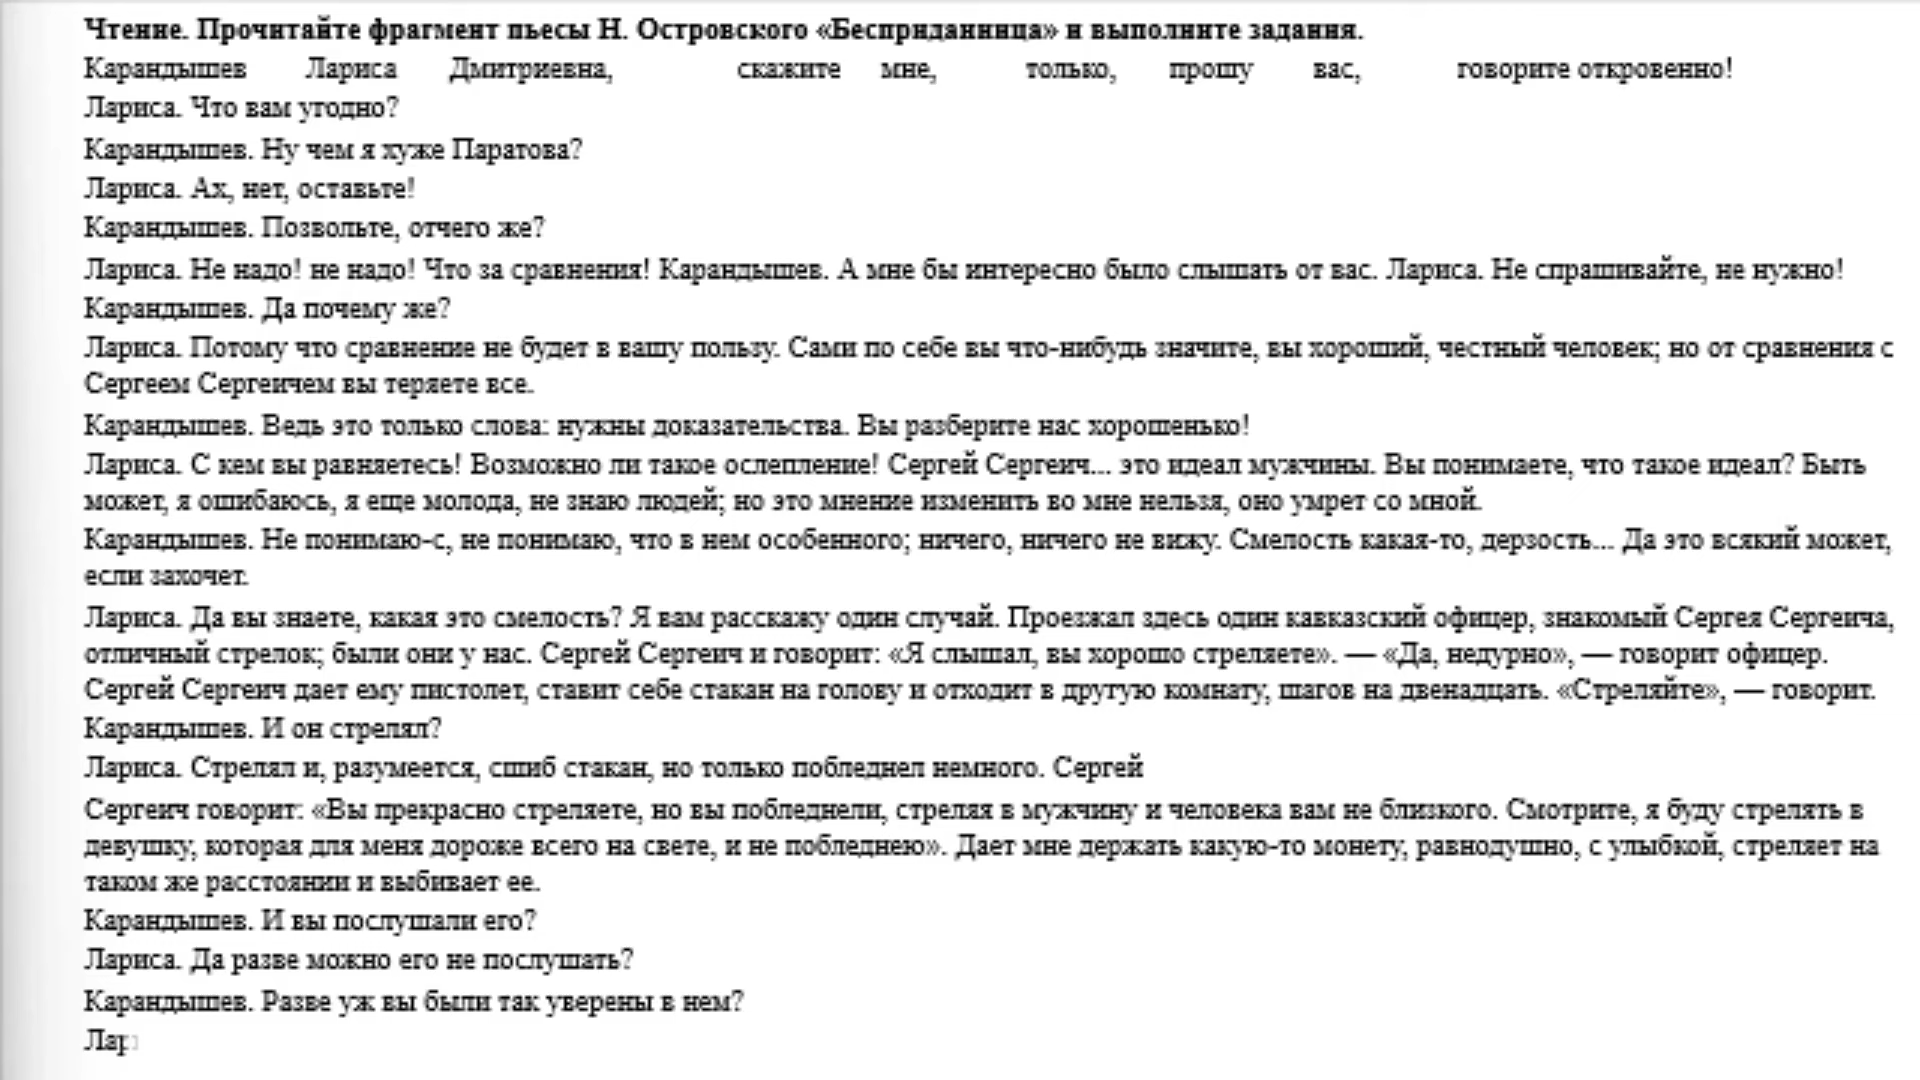 Чтение. Прочитайте фрагмент пьесы Н. Островского «Бесприданница» и выполните задания.
Карандышев Лариса Дмитриевна, скажите мне, только, прошу вас, говорите откровенно!
Лариса. Что вам угодно?
Карандышев. Ну чем я хуже Паратова?
Лариса. Ах, нет, оставьте!
Карандышев. Позвольте, отчего же?
Лариса. Не надо! не надо! Что за сравнения! Карандышев. А мне бы интересно было слышать от вас. Лариса. Не спрашивайте, не нужно!
Карандышев. Да почему же?
Лариса. Потому что сравнение не будет в вашу пользу. Сами по себе вы что-нибудь значите, вы хороший, честный человек; но от сравнения с
Сергеем Сергеичем вы теряете все.
Карандышев. Ведь это только слова: нужны доказательства. Вы разберите нас хорошенько!
Лариса. С кем вы равняетесь! Возможно ли такое ослепление! Сергей Сергеич... это идеал мужчины. Вы понимаете, что такое идеал? Быть
может, я ошибаюсь, я еще молода, не знаю людей; но это мнение изменить во мне нельзя, оно умрет со мной.
Карандышев. Не понимаю-с, не понимаю, что в нем особенного; ничего, ничего не вижу. Смелость какая-то, дерзость... Да это всякий может,
если захочет.
Лариса. Да вы знаете, какая это смелость? Я вам расскажу один случай. Проезжал здесь один кавказский офицер, знакомый Сергея Сергеича,
отличный стрелок; были они у нас. Сергей Сергеич и говорит: «Я слышал, вы хорошо стреляете». — «Да, недурно», — говорит офицер.
Сергей Сергеич дает ему пистолет, ставит себе стакан на голову и отходит в другую комнату, шагов на двенадцать. «Стреляйте», — говорит.
Карандышев. И он стрелял?
Лариса. Стрелял и, разумеется, сшиб стакан, но только побледнел немного. Сергей
Сергеич говорит: «Вы прекрасно стреляете, но вы побледнели, стреляя в мужчину и человека вам не близкого. Смотрите, я буду стрелять в
девушку, которая для меня дороже всего на свете, и не побледнею». Дает мне держать какую-то монету, равнодушно, с улыбкой, стреляет на
таком же расстоянии и выбивает ее.
Карандышев. И вы послушали его?
Лариса. Да разве можно его не послушать?
Карандышев. Разве уж вы были так уверены в нем?